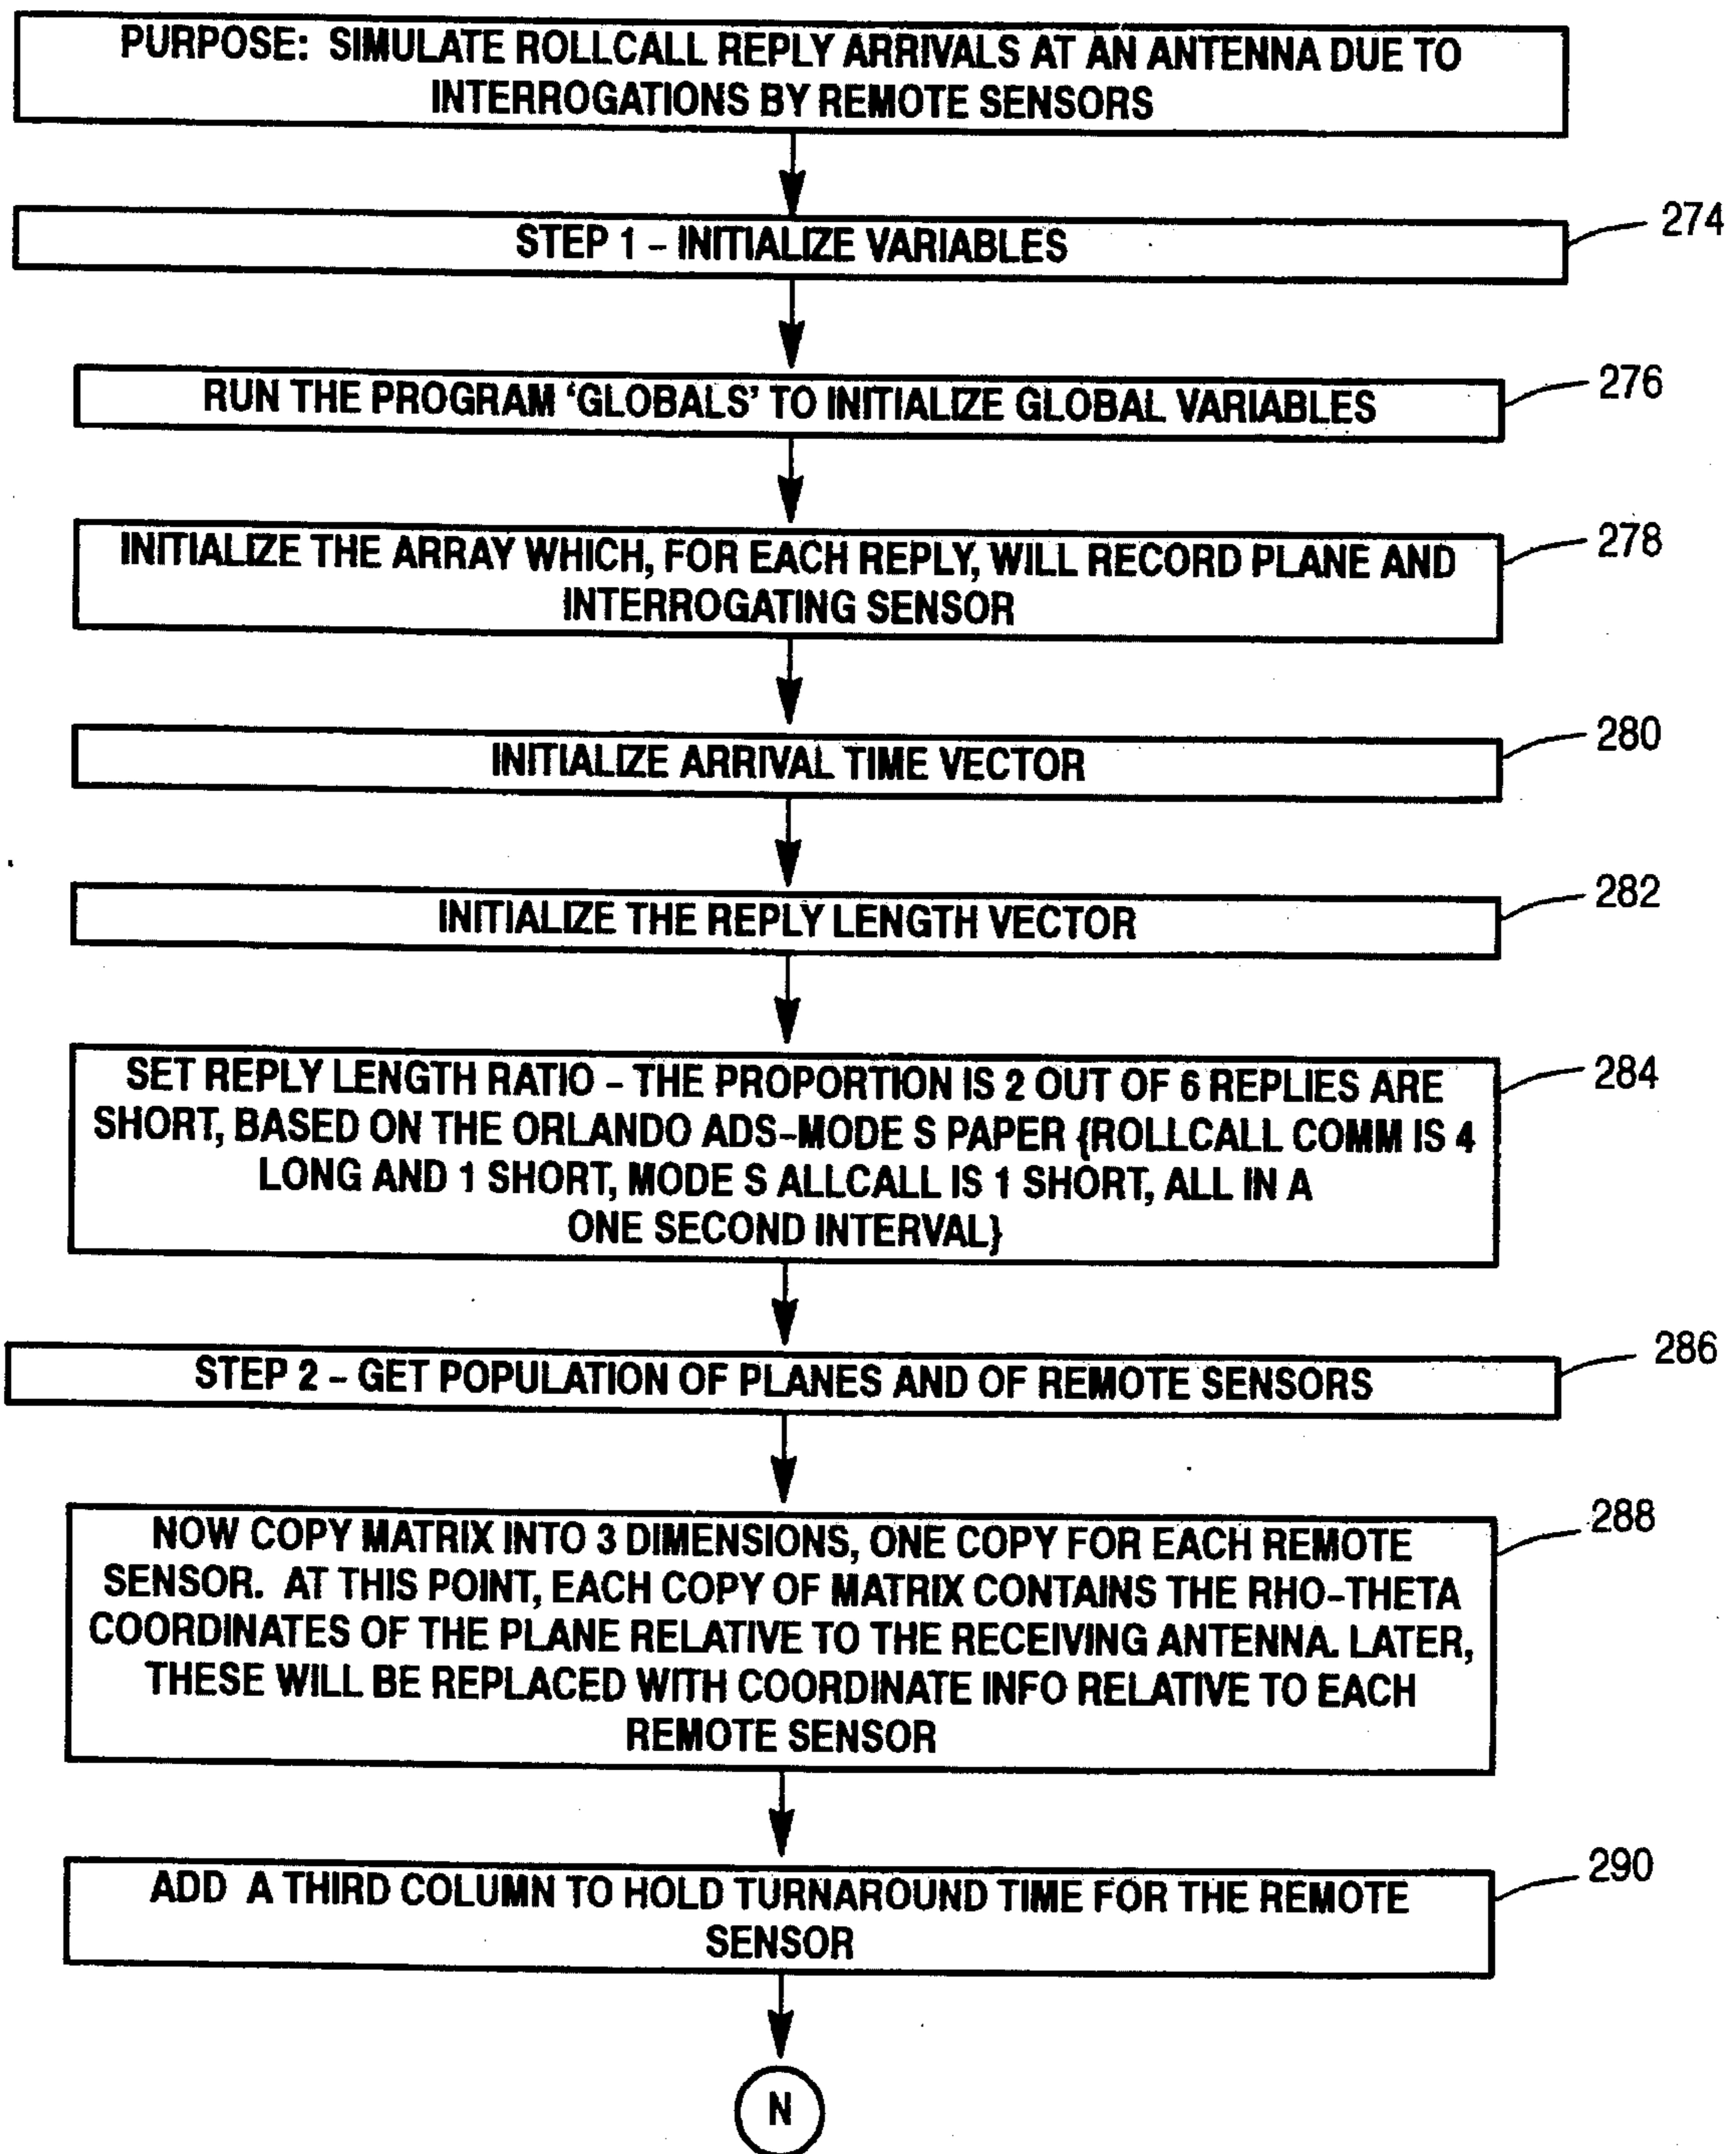 PURPOSE: SIMULATE ROLLCALL REPLY ARRIVALS AT AN ANTENNA DUE TO
INTERROGATIONS BY REMOTE SENSORS
STEP 1 – INITIALIZE VARIABLES
274
RUN THE PROGRAM ‘GLOBALS’ TO INITIALIZE GLOBAL VARIABLES
276
INITIALIZE THE ARRAY WHICH, FOR EACH REPLY, WILL RECORD PLANE AND
INTERROGATING SENSOR
278
INITIALIZE ARRIVAL TIME VECTOR
280
INITIALIZE THE REPLY LENGTH VECTOR
282
SET REPLY LENGTH RATIO – THE PROPORTION IS 2 OUT OF 6 REPLIES ARE
SHORT, BASED ON THE ORLANDO ADS–MODE S PAPER {ROLLCALL COMM IS 4
LONG AND 1 SHORT, MODE S ALLCALL IS 1 SHORT, ALL IN A
ONE SECOND INTERVAL}
284
STEP 2 – GET POPULATION OF PLANES AND OF REMOTE SENSORS
286
NOW COPY MATRIX INTO 3 DIMENSIONS, ONE COPY FOR EACH REMOTE
SENSOR. AT THIS POINT, EACH COPY OF MATRIX CONTAINS THE RHO–THETA
COORDINATES OF THE PLANE RELATIVE TO THE RECEIVING ANTENNA. LATER,
THESE WILL BE REPLACED WITH COORDINATE INFO RELATIVE TO EACH
REMOTE SENSOR
288
ADD A THIRD COLUMN TO HOLD TURNAROUND TIME FOR THE REMOTE
SENSOR
290
N